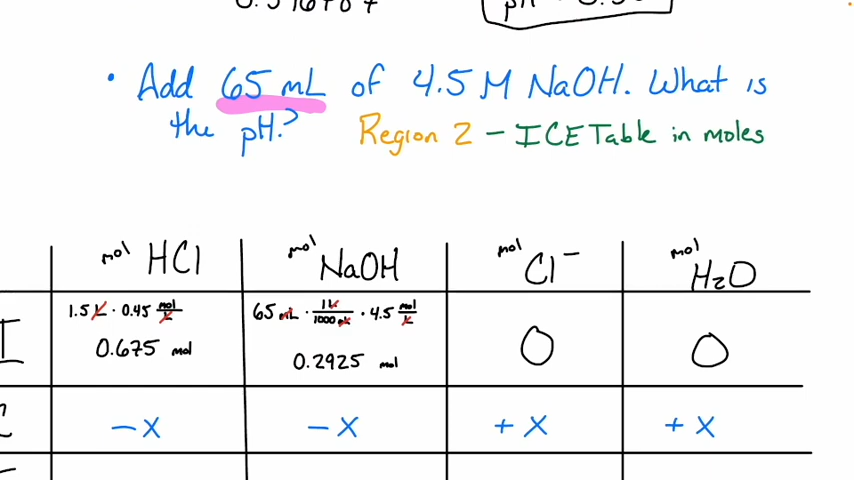 • Add 65 mL of 4.5 M NaOH. What is
the pH? Region 2 - ICE Table in moles
mol HCl mol NaOH mol Cl⁻ mol H₂O
I 1.5 L · 0.45 mol/L 65 mL · 1L/1000 mL · 4.5 mol/L
0.675 mol 0.2925 mol 0 0
-X -X +X +X